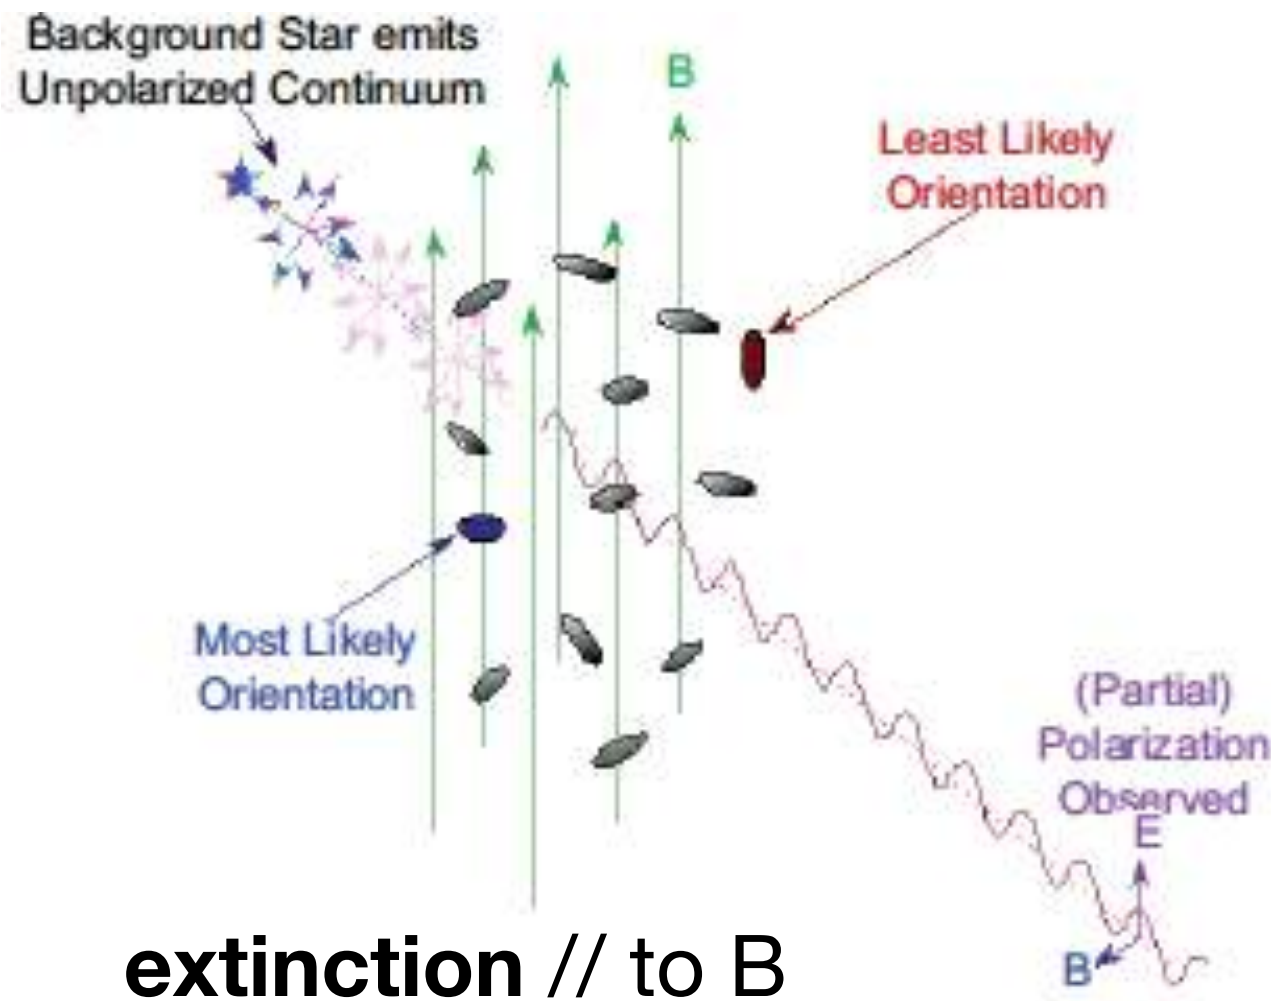 Background Star emits
Unpolarized Continuum
B
Least Likely
Orientation
Most Likely
Orientation
(Partial)
Polarization
Observed
E
B
extinction // to B